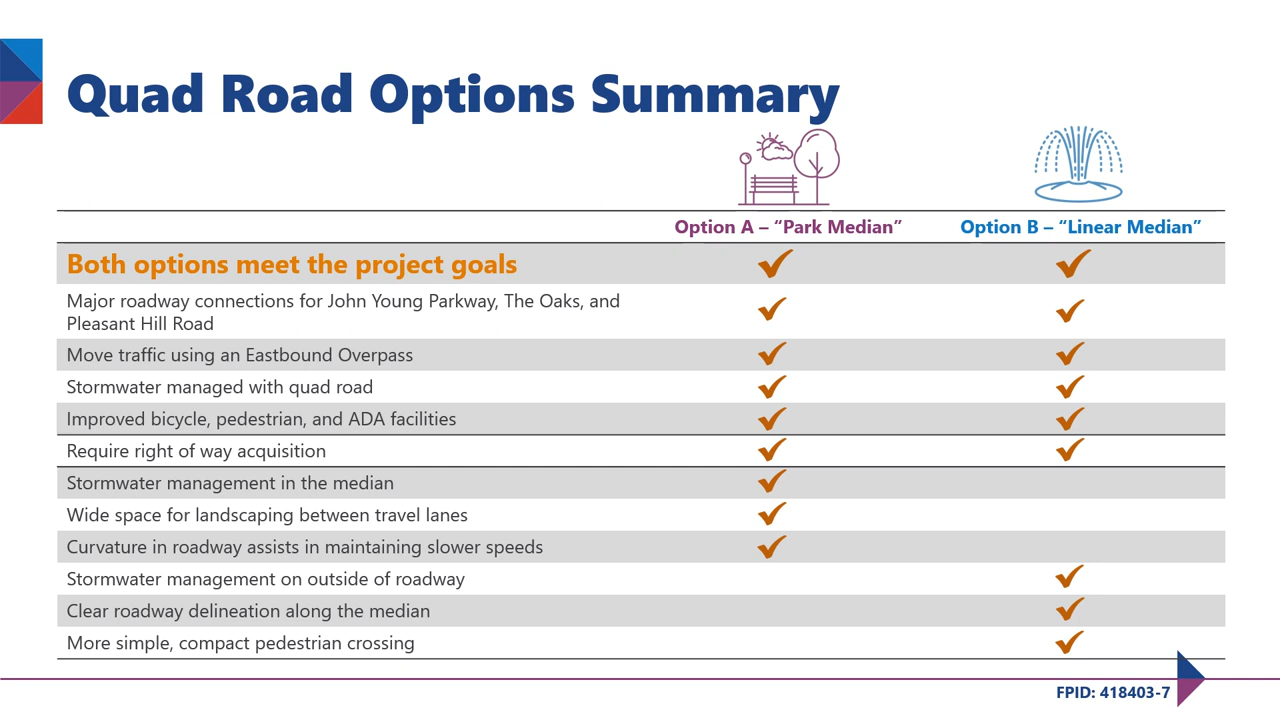 Quad Road Options Summary
Option A – “Park Median”
Option B – “Linear Median”
Both options meet the project goals
Major roadway connections for John Young Parkway, The Oaks, and
Pleasant Hill Road
Move traffic using an Eastbound Overpass
Stormwater managed with quad road
Improved bicycle, pedestrian, and ADA facilities
Require right of way acquisition
Stormwater management in the median
Wide space for landscaping between travel lanes
Curvature in roadway assists in maintaining slower speeds
Stormwater management on outside of roadway
Clear roadway delineation along the median
More simple, compact pedestrian crossing
FPID: 418403-7